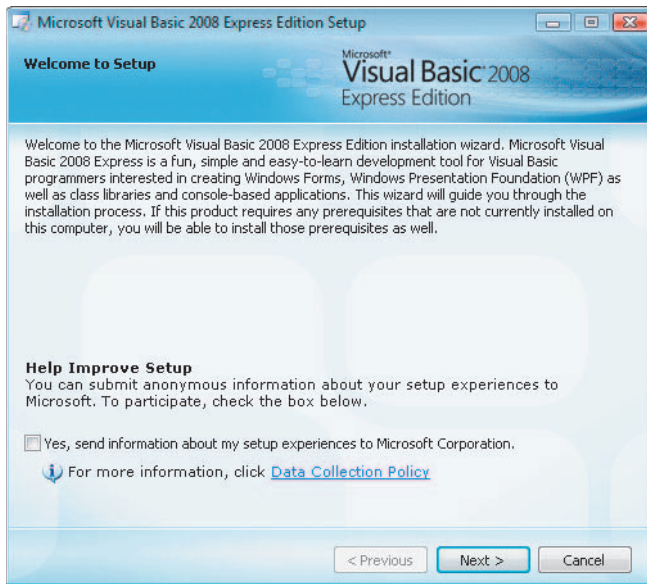 Microsoft Visual Basic 2008 Express Edition Setup
Welcome to Setup
Microsoft®
Visual Basic® 2008
Express Edition
Welcome to the Microsoft Visual Basic 2008 Express Edition installation wizard. Microsoft Visual
Basic 2008 Express is a fun, simple and easy-to-learn development tool for Visual Basic
programmers interested in creating Windows Forms, Windows Presentation Foundation (WPF) as
well as class libraries and console-based applications. This wizard will guide you through the
installation process. If this product requires any prerequisites that are not currently installed on
this computer, you will be able to install those prerequisites as well.
Help Improve Setup
You can submit anonymous information about your setup experiences to
Microsoft. To participate, check the box below.
Yes, send information about my setup experiences to Microsoft Corporation.
For more information, click Data Collection Policy
< Previous
Next >
Cancel